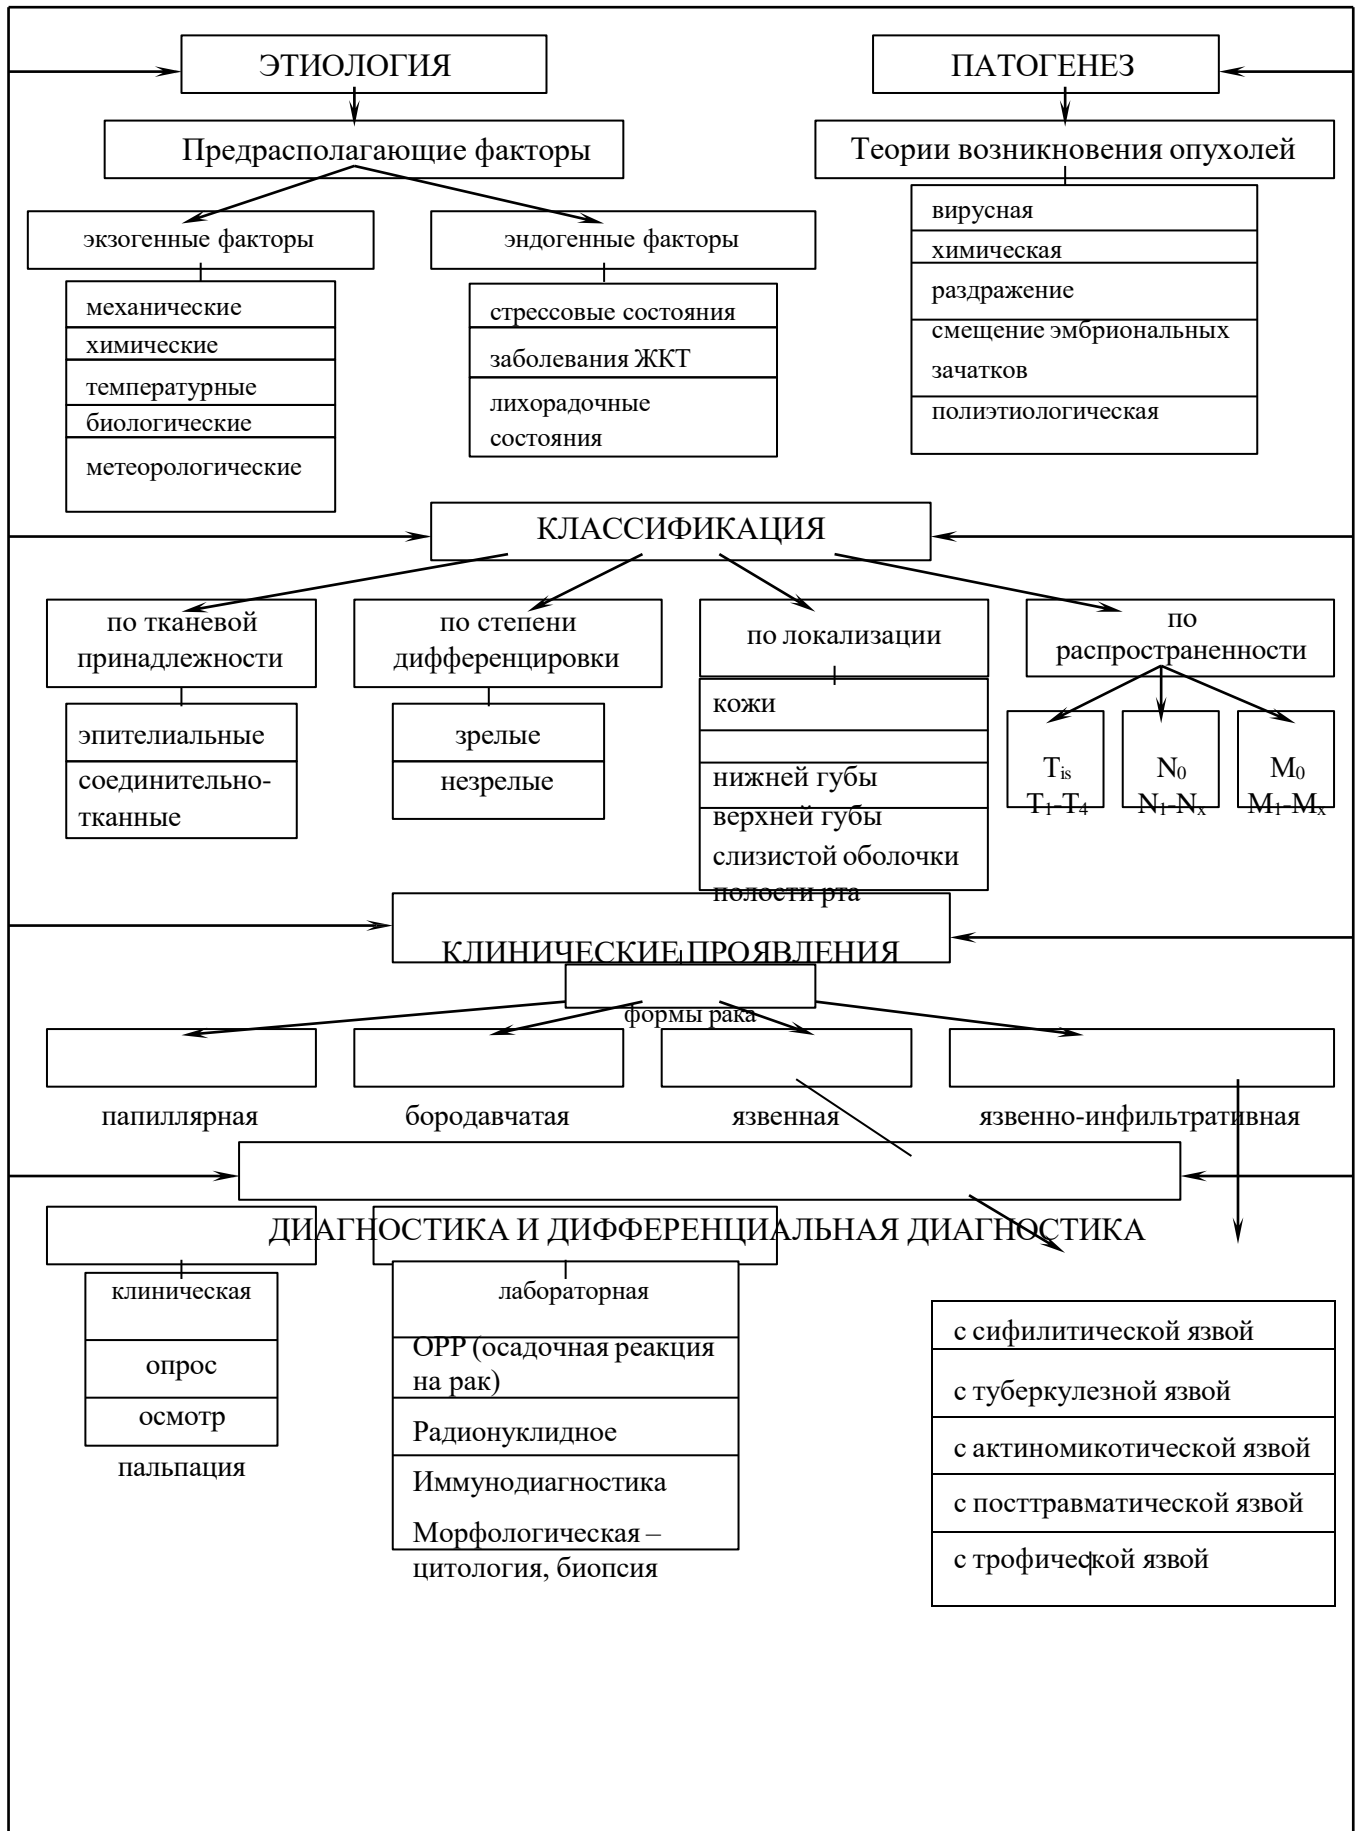 ЭТИОЛОГИЯ
ПАТОГЕНЕЗ
Предрасполагающие факторы
Теории возникновения опухолей
экзогенные факторы
эндогенные факторы
механические
химические
температурные
биологические
метеорологические
стрессовые состояния
заболевания ЖКТ
лихорадочные
состояния
вирусная
химическая
раздражение
смещение эмбриональных
зачатков
полиэтиологическая
КЛАССИФИКАЦИЯ
по тканевой
принадлежности
по степени
дифференцировки
по локализации
по
распространенности
эпителиальные
соединительно-
тканные
зрелые
незрелые
кожи
нижней губы
верхней губы
слизистой оболочки
полости рта
Tis
T1-T4
N0
N1-Nx
M0
M1-Mx
КЛИНИЧЕСКИЕ ПРОЯВЛЕНИЯ
формы рака
папиллярная
бородавчатая
язвенная
язвенно-инфильтративная
ДИАГНОСТИКА И ДИФФЕРЕНЦИАЛЬНАЯ ДИАГНОСТИКА
клиническая
опрос
осмотр
пальпация
лабораторная
ОРР (осадочная реакция
на рак)
Радионуклидное
Иммунодиагностика
Морфологическая –
цитология, биопсия
с сифилитической язвой
с туберкулезной язвой
с актиномикотической язвой
с посттравматической язвой
с трофической язвой